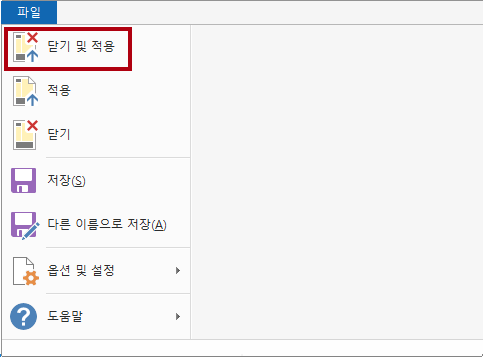 파일
닫기 및 적용
적용
닫기
저장(S)
다른 이름으로 저장(A)
옵션 및 설정
도움말